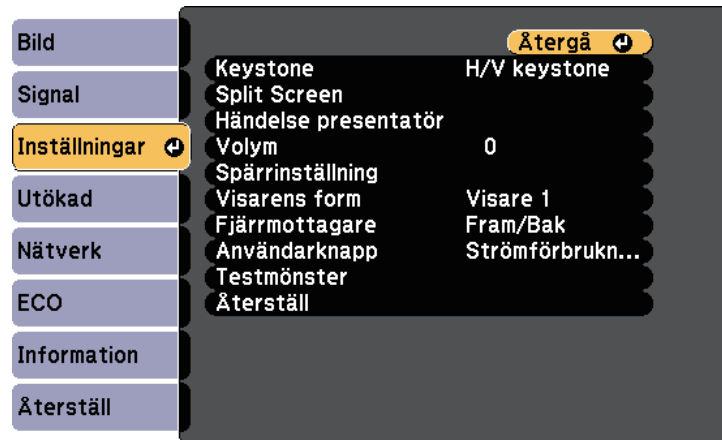 Bild
Signal
Inställningar
Utökad
Nätverk
ECO
Information
Återställ
Återgå
Keystone H/V keystone
Split Screen
Händelse presentatör
Volym 0
Spärrinställning
Visarens form Visare 1
Fjärrmottagare Fram/Bak
Användarknapp Strömförbrukn...
Testmönster
Återställ